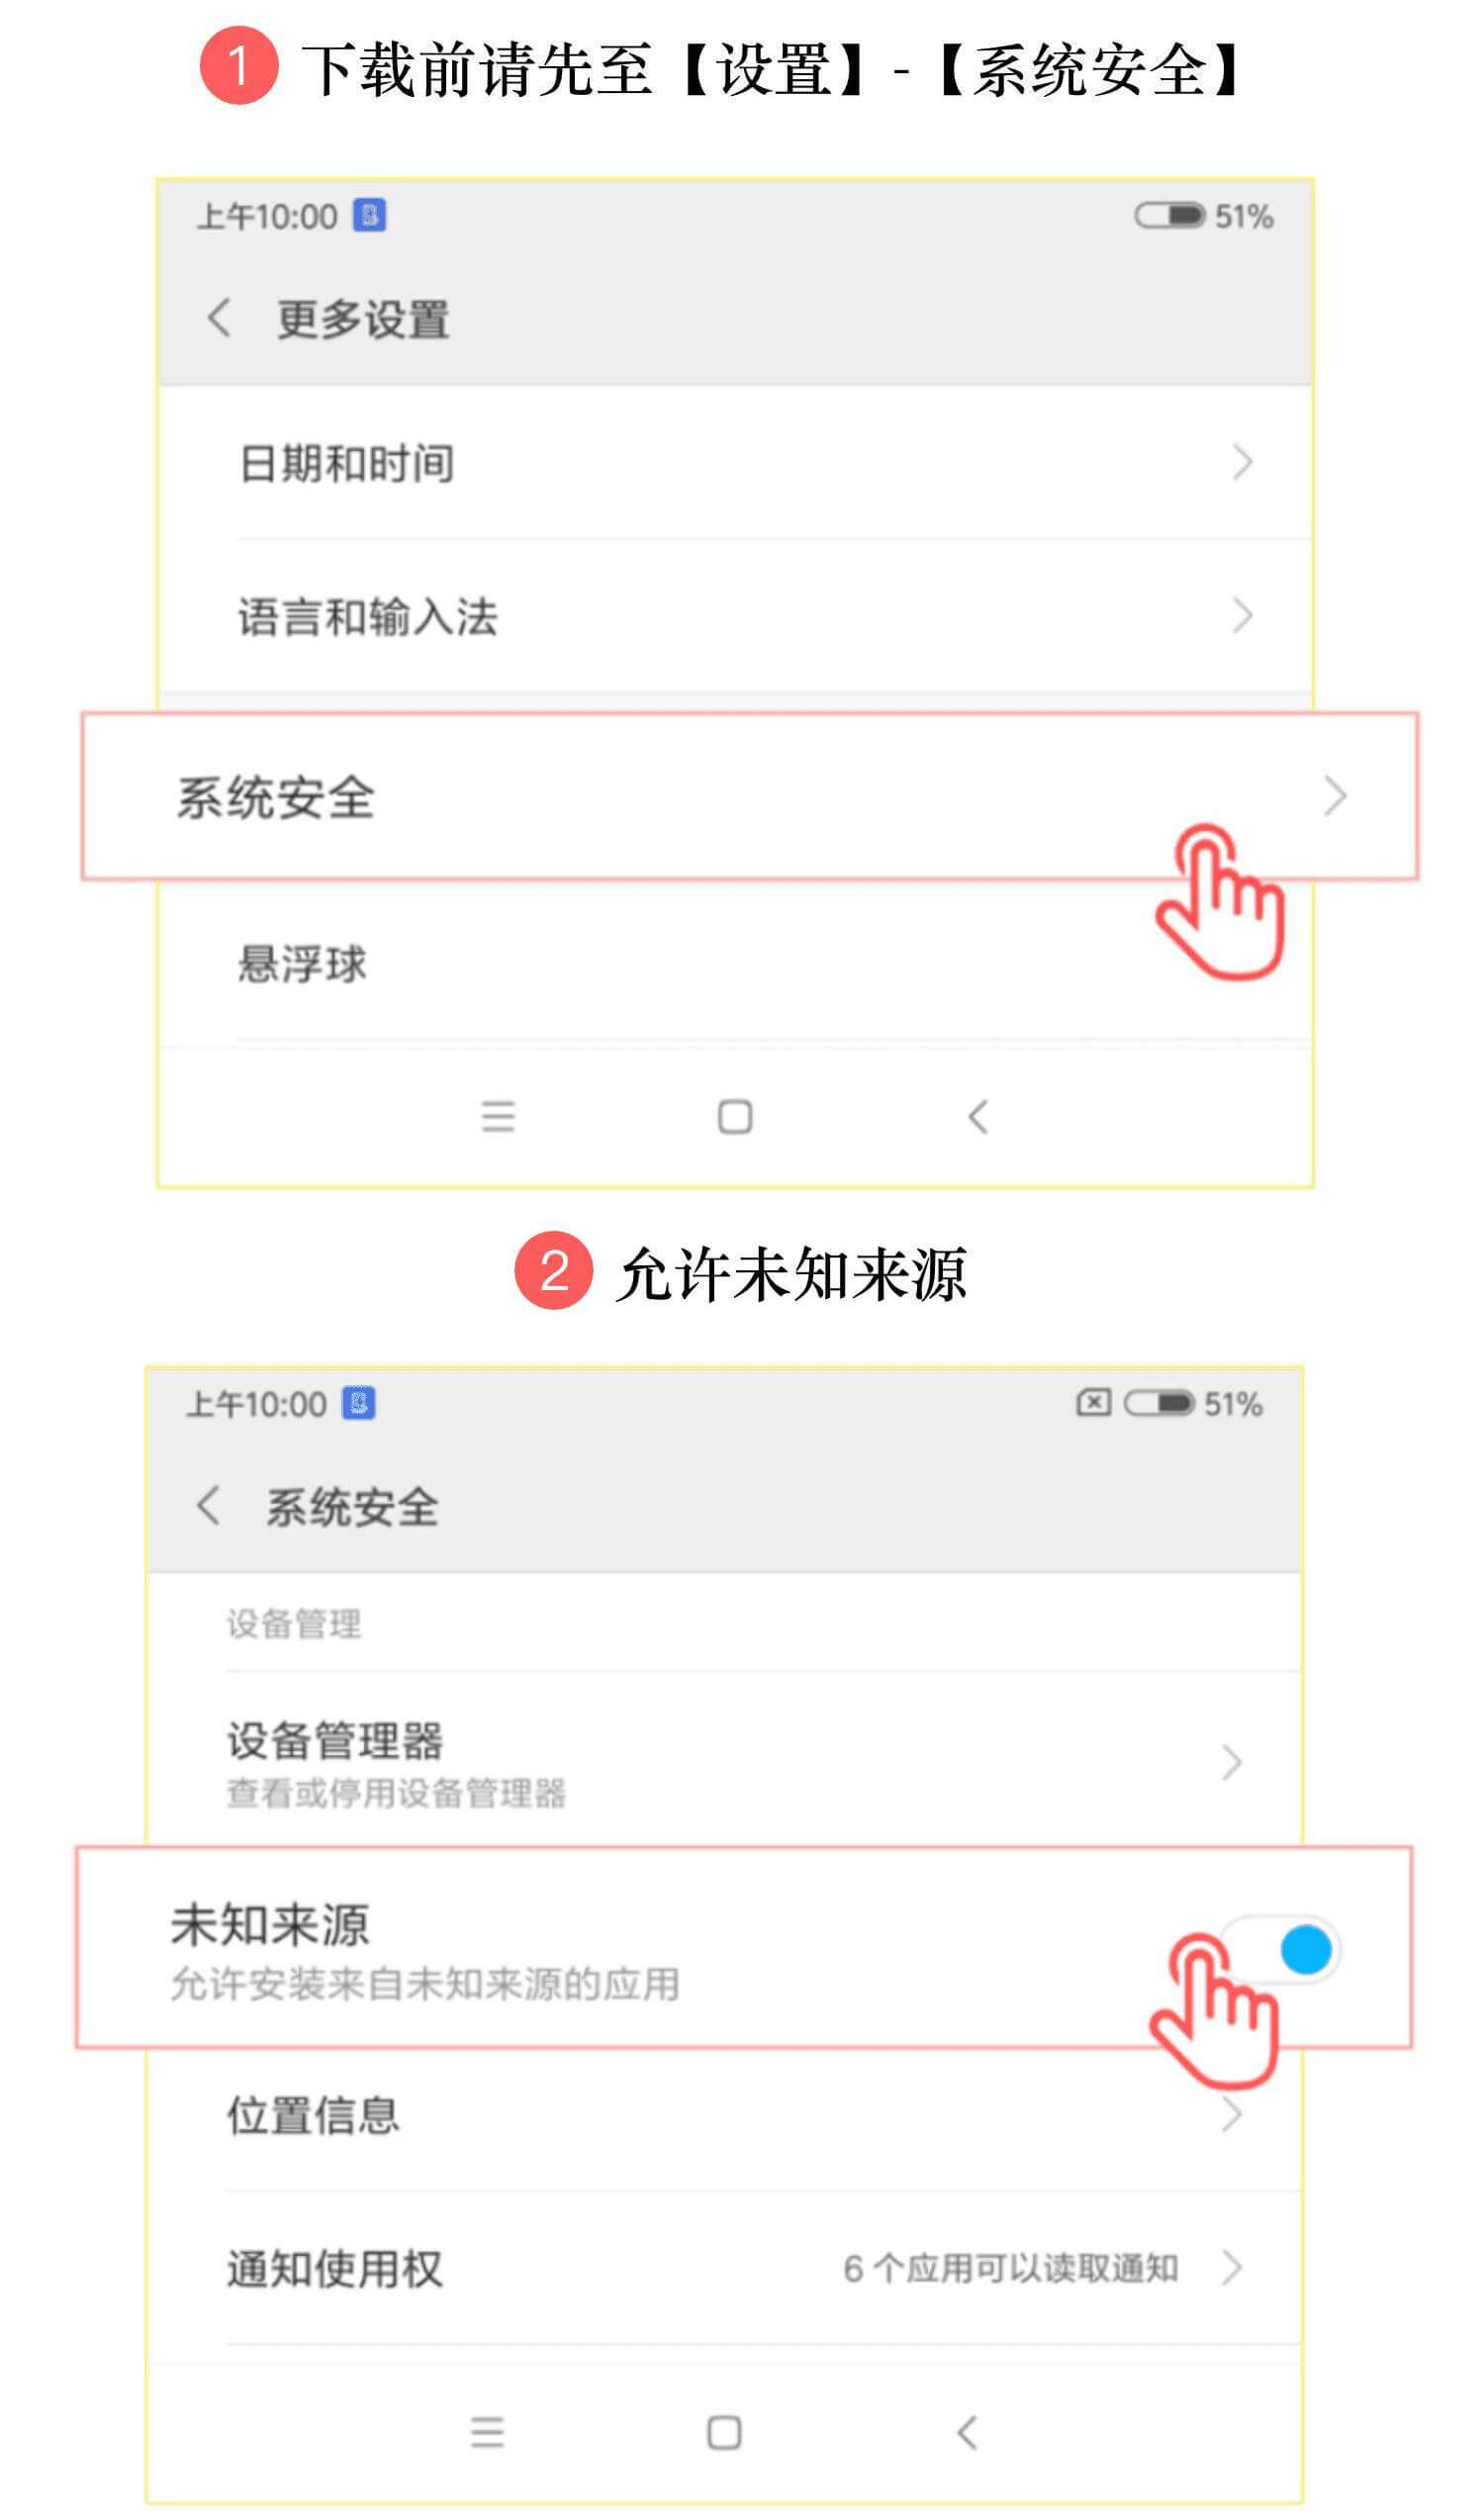 1 下载前请先至【设置】-【系统安全】
上午10:00 51%
更多设置
日期和时间
语言和输入法
系统安全
悬浮球
2 允许未知来源
上午10:00 51%
系统安全
设备管理
设备管理器
查看或停用设备管理器
未知来源
允许安装来自未知来源的应用
位置信息
通知使用权 6 个应用可以读取通知